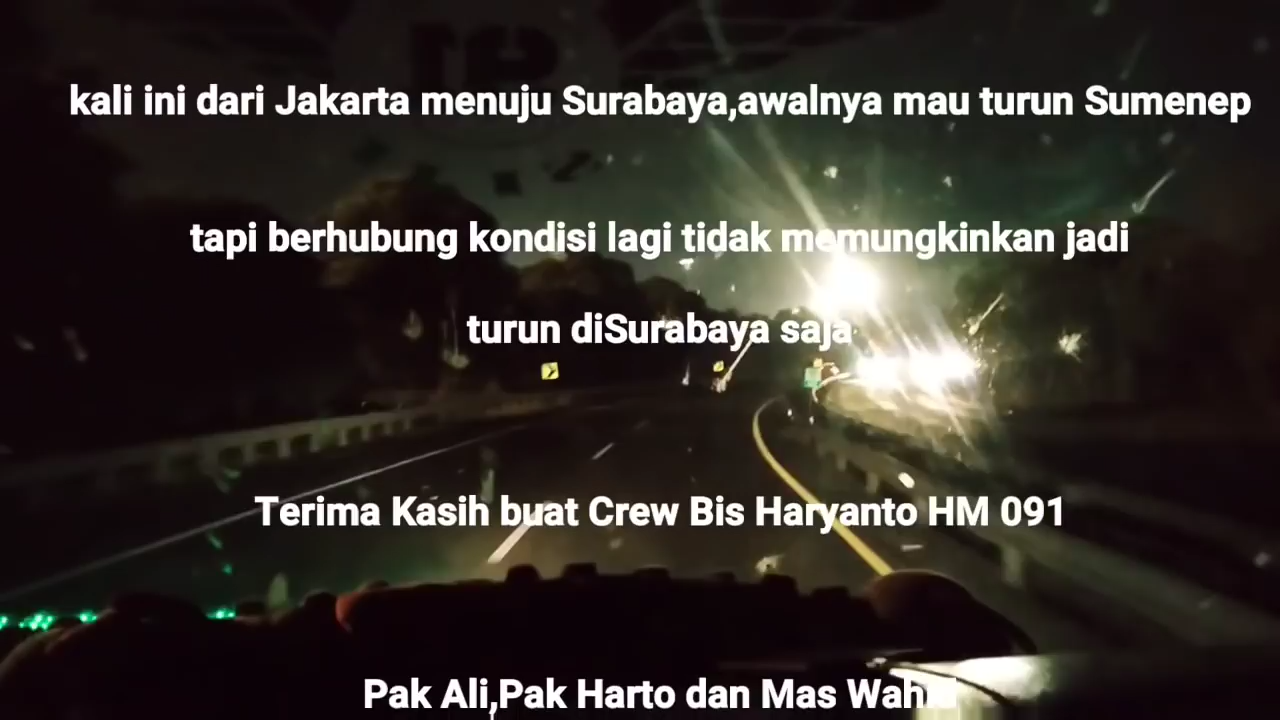 kali ini dari Jakarta menuju Surabaya,awalnya mau turun Sumenep
tapi berhubung kondisi lagi tidak memungkinkan jadi
turun diSurabaya saja
Terima Kasih buat Crew Bis Haryanto HM 091
Pak Ali,Pak Harto dan Mas